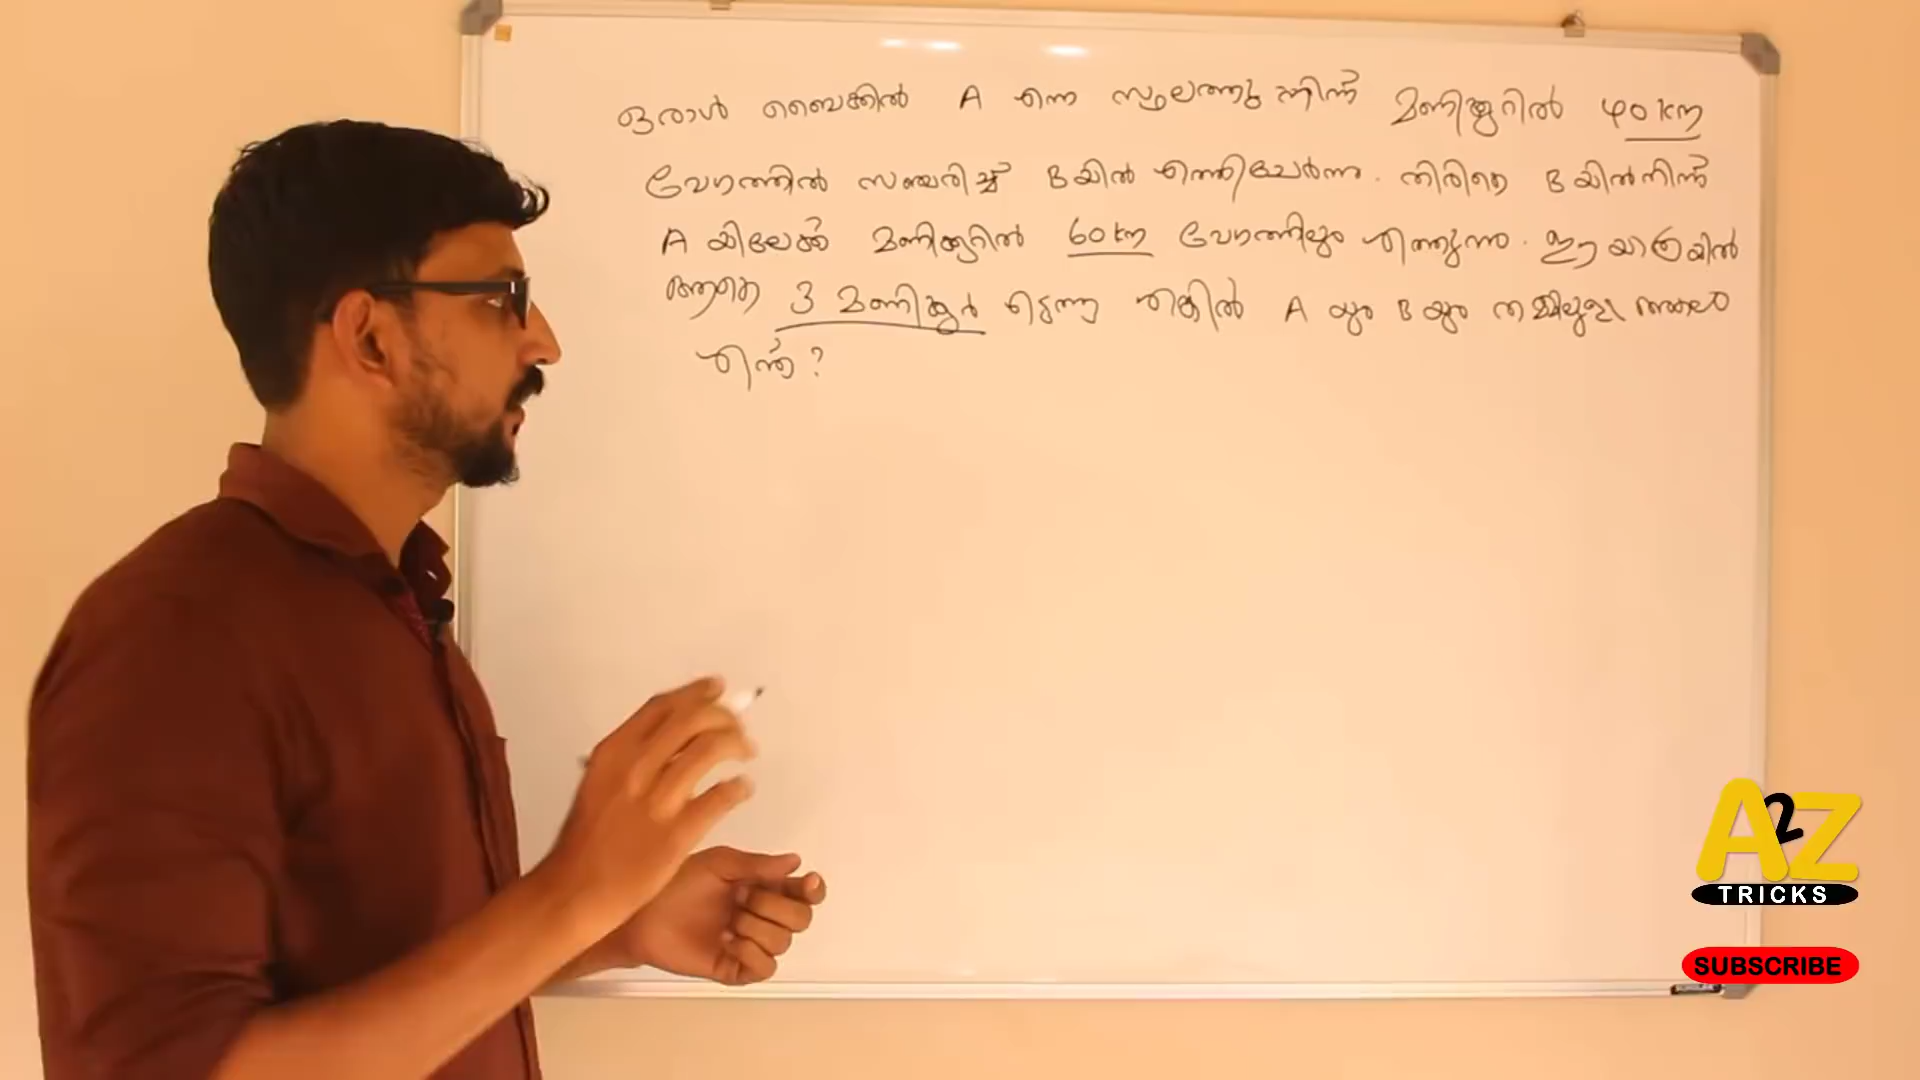 ഒരാൾ ബൈക്കിൽ A എന്ന സ്ഥലത്തു നിന്ന് മണിക്കൂറിൽ 40 km
വേഗത്തിൽ സഞ്ചരിച്ച് B യിൽ എത്തിചേർന്നു. തിരികെ B യിൽ നിന്ന്
A യിലേക്ക് മണിക്കൂറിൽ 60 km വേഗത്തിലും എത്തുന്നു. ഈ യാത്രയിൽ
ആകെ 3 മണിക്കൂർ എടുത്തു എങ്കിൽ A യും B യും തമ്മിലുള്ള അകലം
എന്ത്?
A2Z
TRICKS
SUBSCRIBE